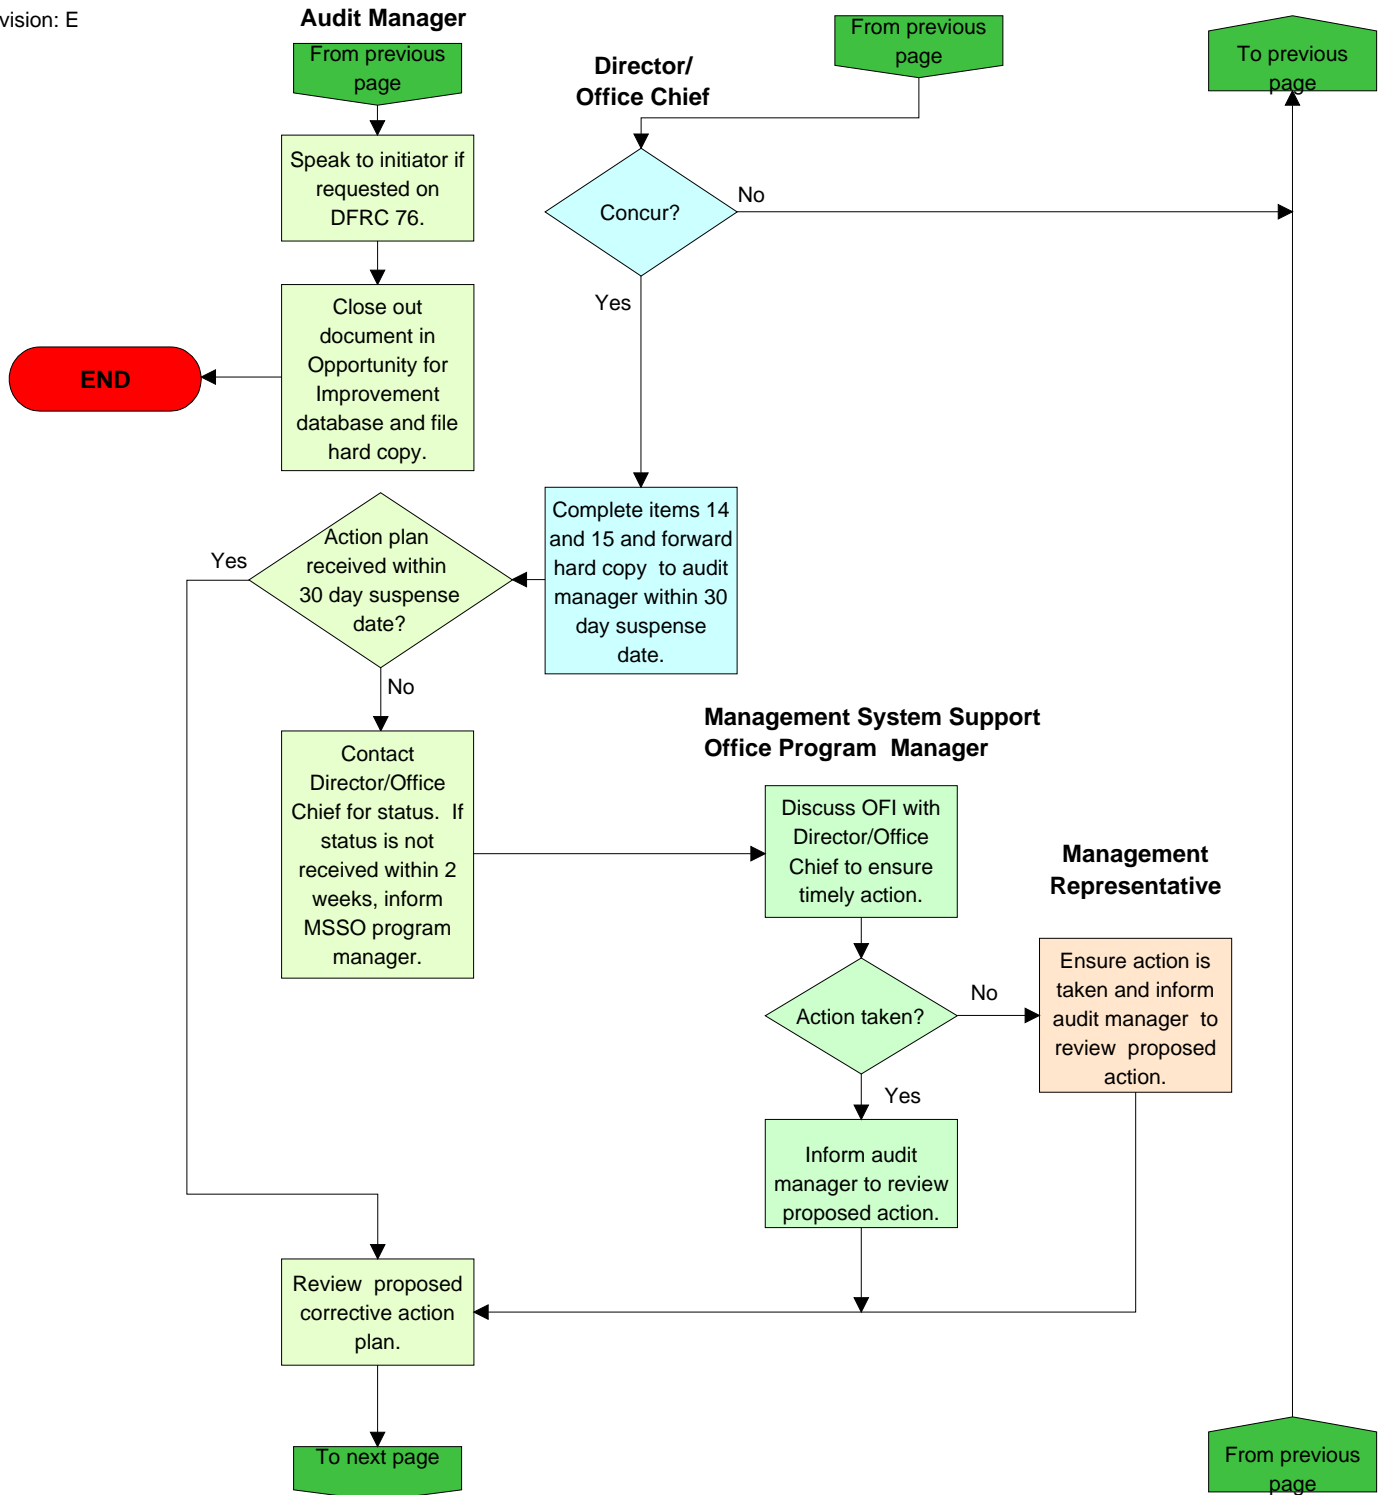 vision: E
Audit Manager
From previous
page
Director/
Office Chief
From previous
page
To previous
page
Speak to initiator if
requested on
DFRC 76.
Concur?
No
Yes
Close out
document in
Opportunity for
Improvement
database and file
hard copy.
END
Action plan
received within
30 day suspense
date?
Yes
No
Complete items 14
and 15 and forward
hard copy to audit
manager within 30
day suspense
date.
Contact
Director/Office
Chief for status. If
status is not
received within 2
weeks, inform
MSSO program
manager.
Management System Support
Office Program Manager
Discuss OFI with
Director/Office
Chief to ensure
timely action.
Management
Representative
Action taken?
No
Yes
Ensure action is
taken and inform
audit manager to
review proposed
action.
Inform audit
manager to review
proposed action.
Review proposed
corrective action
plan.
To next page
From previous
page